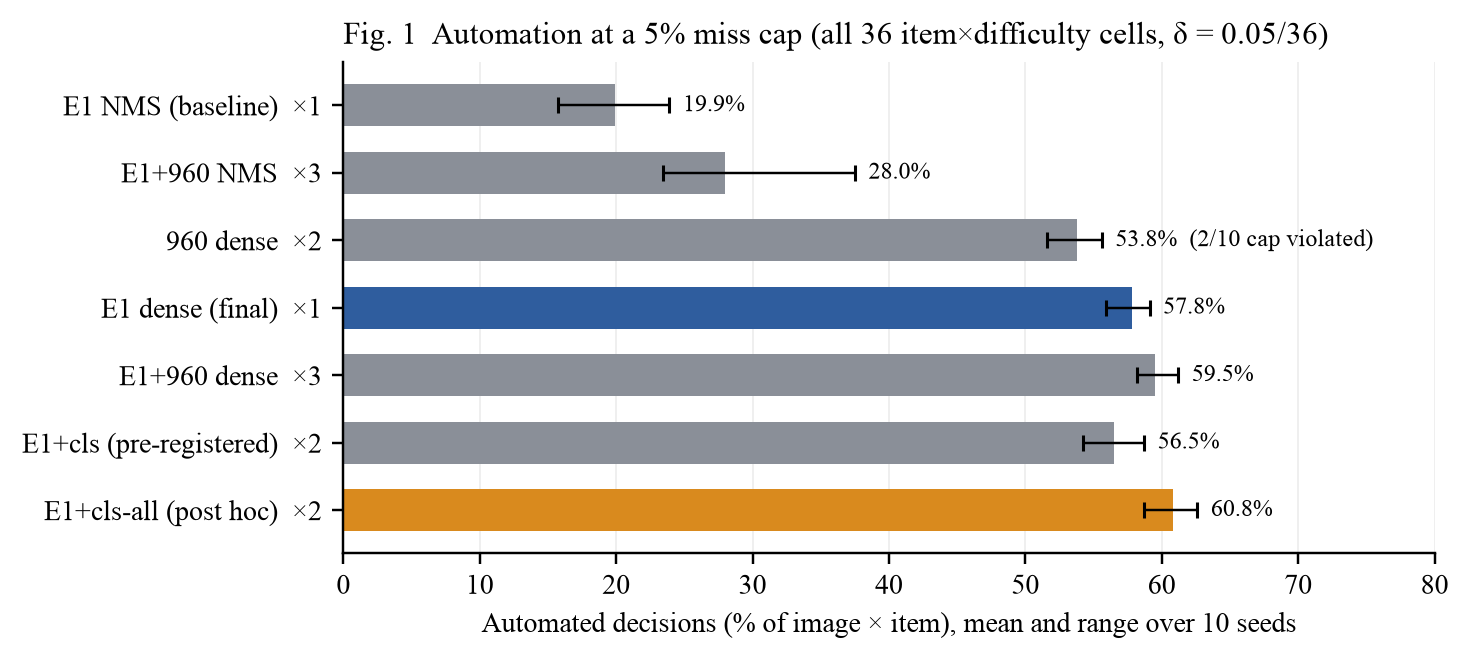 Fig. 1  Automation at a 5% miss cap (all 36 item×difficulty cells, δ = 0.05/36)
E1 NMS (baseline) ×1 19.9%
E1+960 NMS ×3 28.0%
960 dense ×2 53.8% (2/10 cap violated)
E1 dense (final) ×1 57.8%
E1+960 dense ×3 59.5%
E1+cls (pre-registered) ×2 56.5%
E1+cls-all (post hoc) ×2 60.8%
0 10 20 30 40 50 60 70 80
Automated decisions (% of image × item), mean and range over 10 seeds